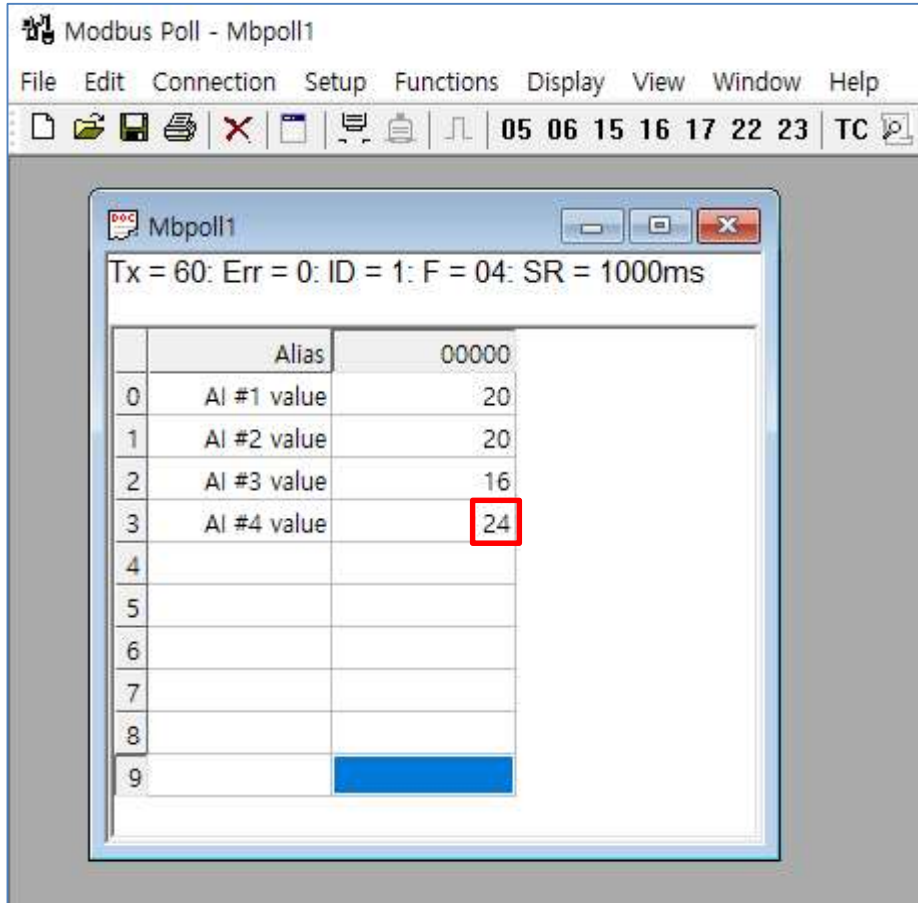 Modbus Poll - Mbpoll1
File Edit Connection Setup Functions Display View Window Help
05 06 15 16 17 22 23 TC
DOC Mbpoll1
Tx = 60: Err = 0: ID = 1: F = 04: SR = 1000ms
Alias 00000
0 AI #1 value 20
1 AI #2 value 20
2 AI #3 value 16
3 AI #4 value 24
4
5
6
7
8
9